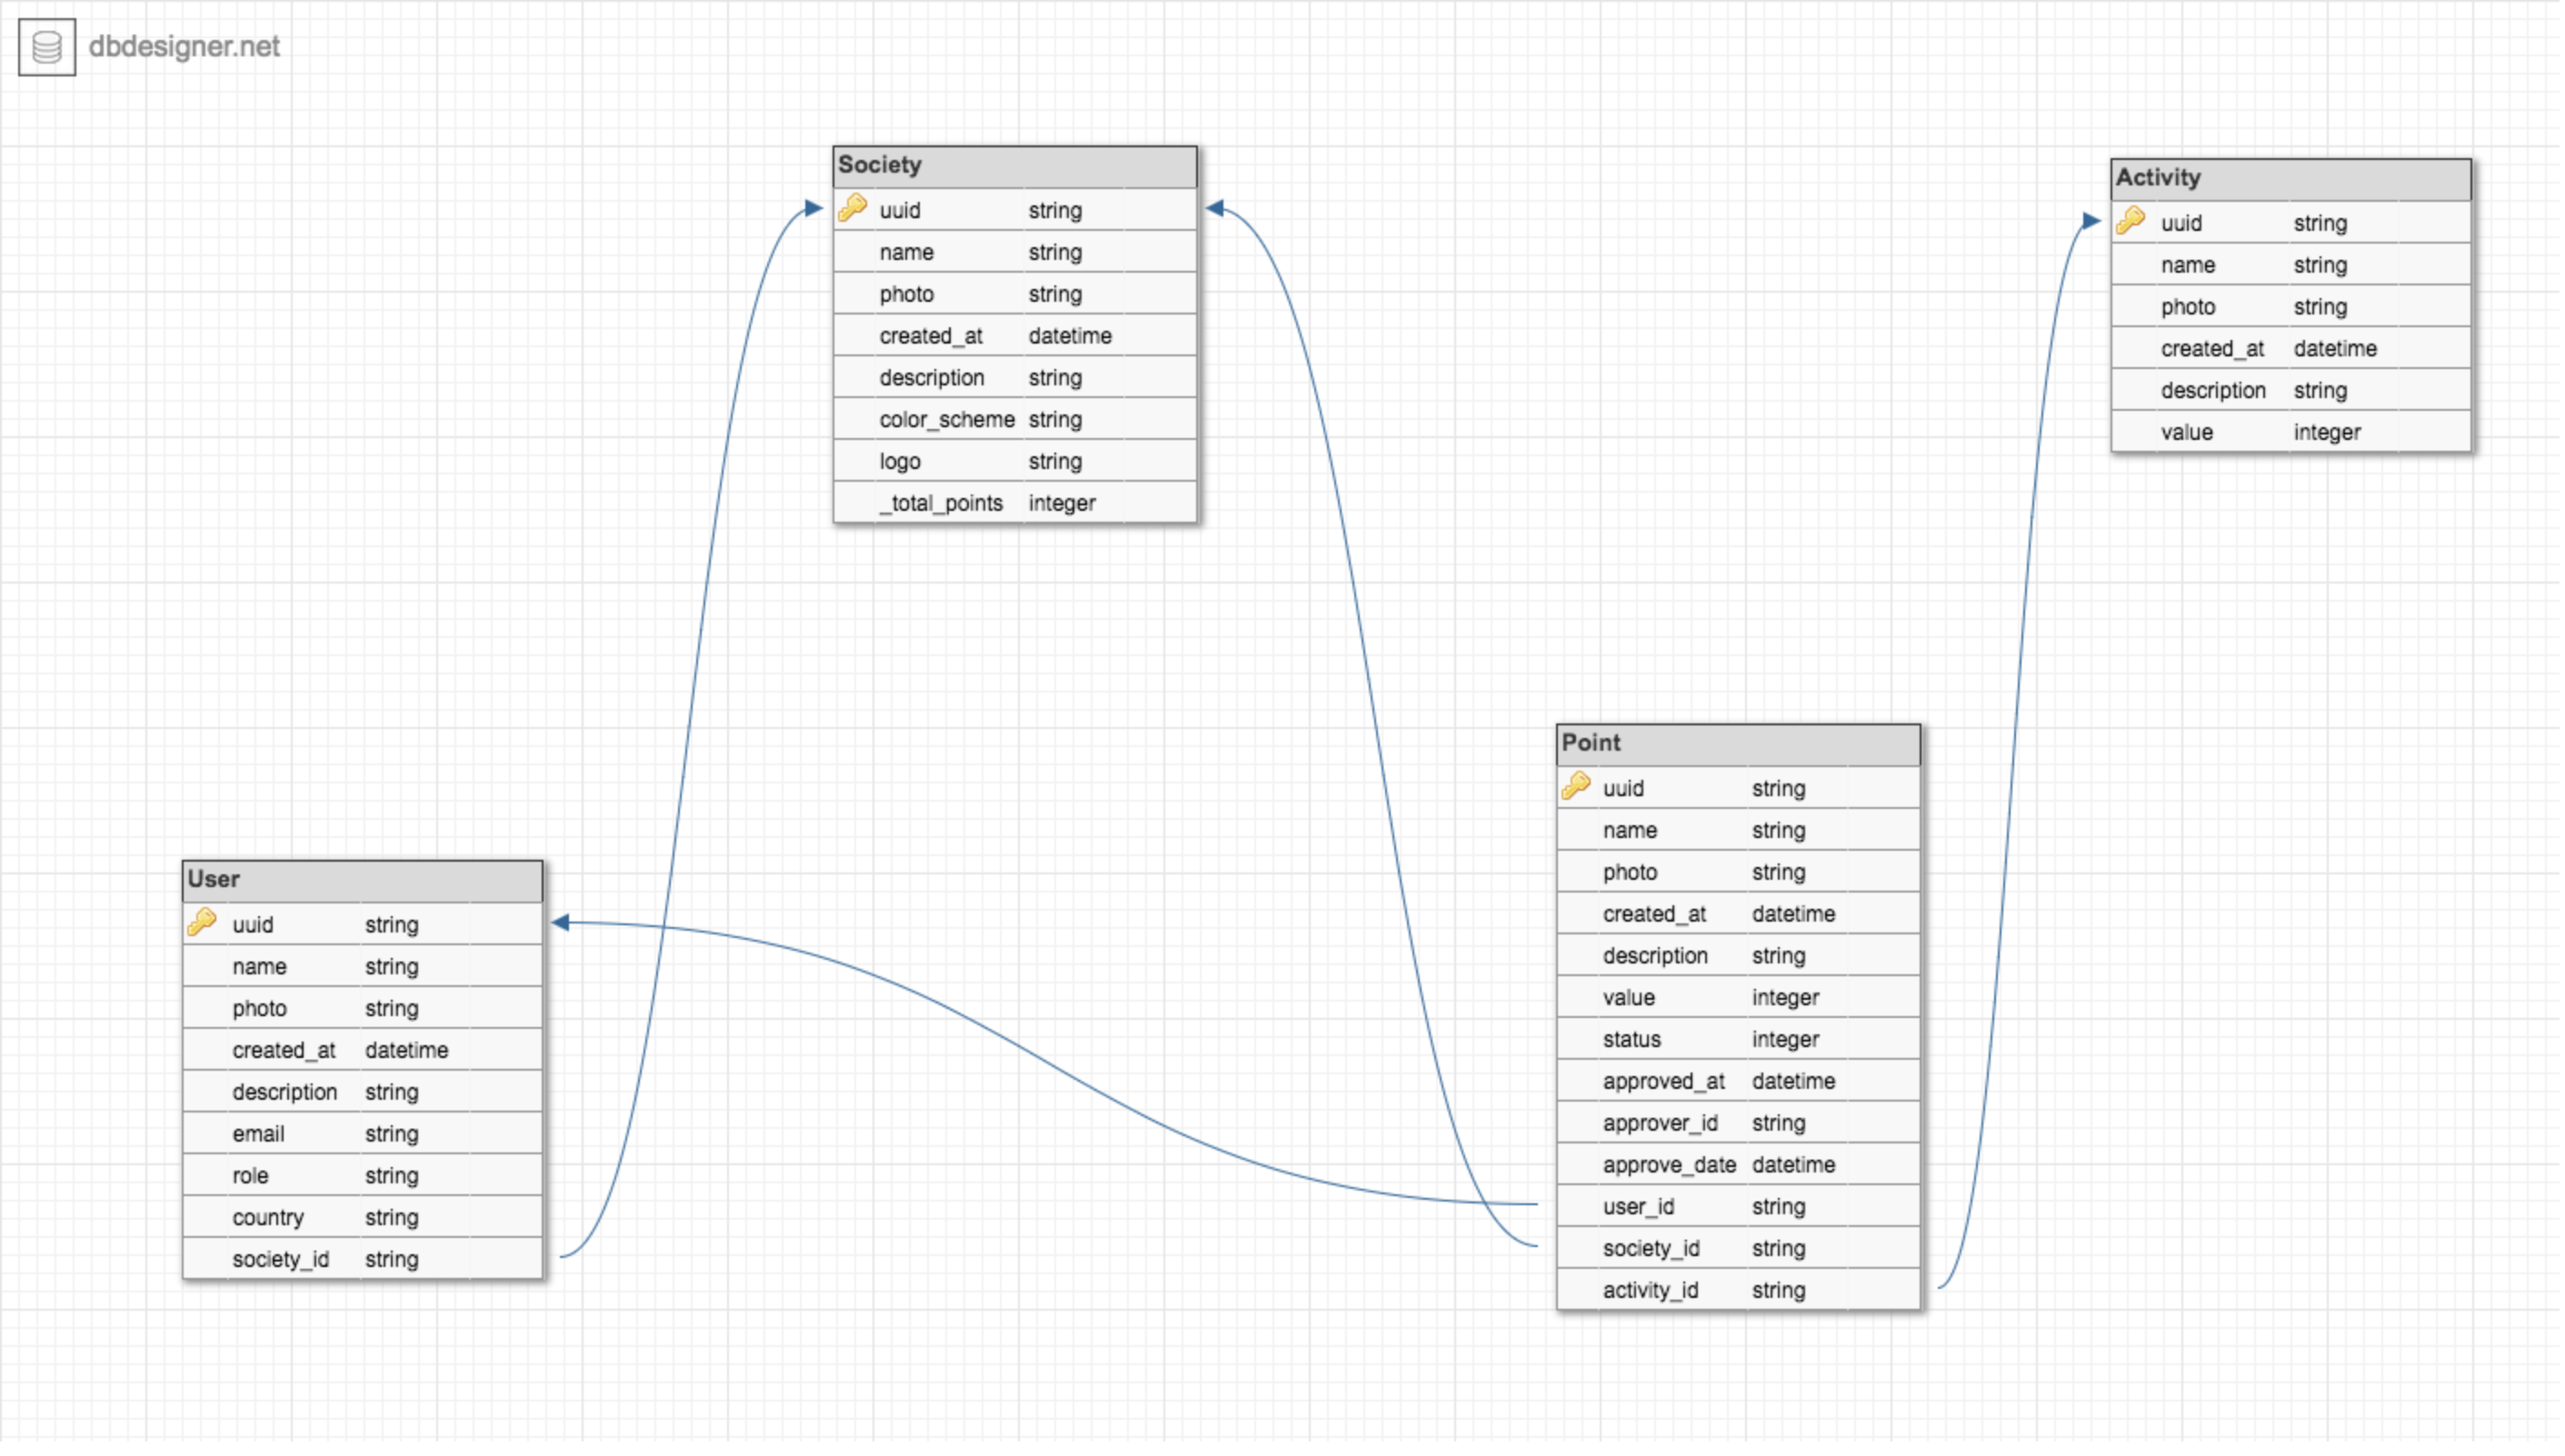 dbdesigner.net
Society
uuid string
name string
photo string
created_at datetime
description string
color_scheme string
logo string
_total_points integer
Activity
uuid string
name string
photo string
created_at datetime
description string
value integer
Point
uuid string
name string
photo string
created_at datetime
description string
value integer
status integer
approved_at datetime
approver_id string
approve_date datetime
user_id string
society_id string
activity_id string
User
uuid string
name string
photo string
created_at datetime
description string
email string
role string
country string
society_id string